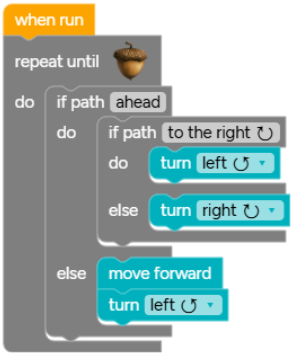 when run
repeat until
do if path ahead
do if path to the right ↻
do turn left ↺
else turn right ↻
else move forward
turn left ↺